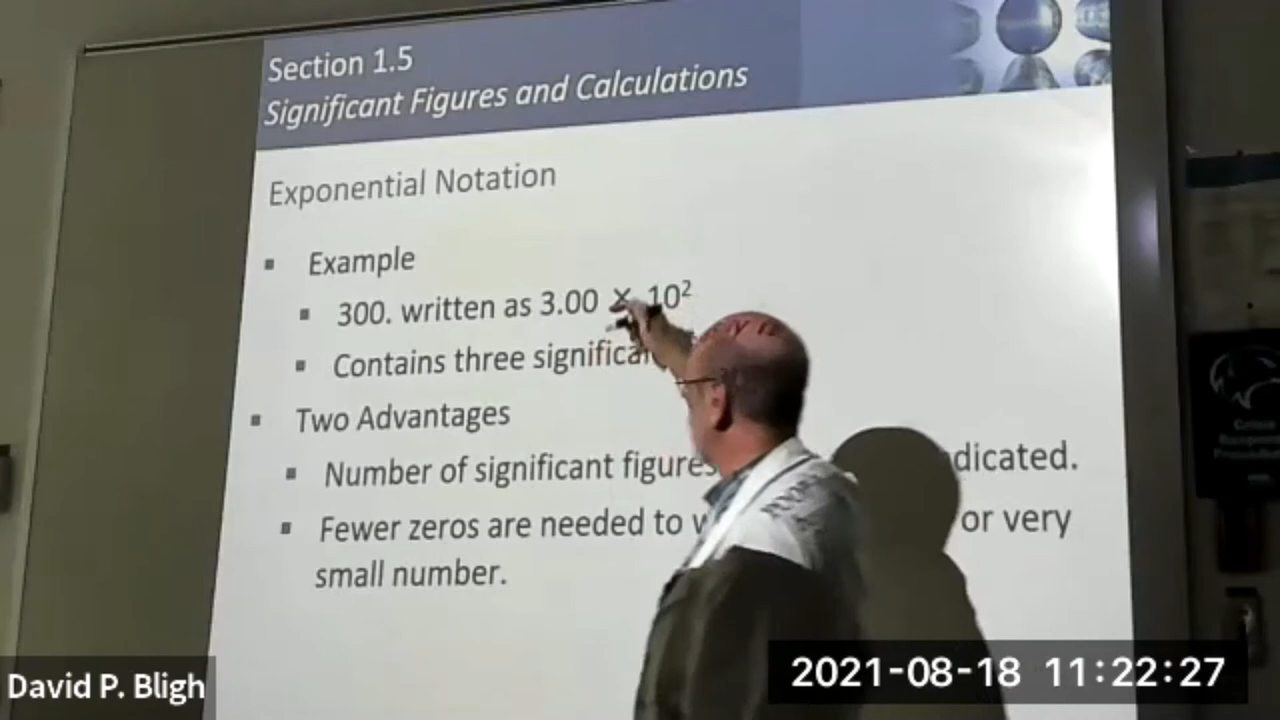 Section 1.5
Significant Figures and Calculations
Exponential Notation
▪ Example
▪ 300. written as 3.00 × 10²
▪ Contains three significa
▪ Two Advantages
▪ Number of significant figures dicated.
▪ Fewer zeros are needed to w or very
small number.
David P. Bligh
2021-08-18 11:22:27